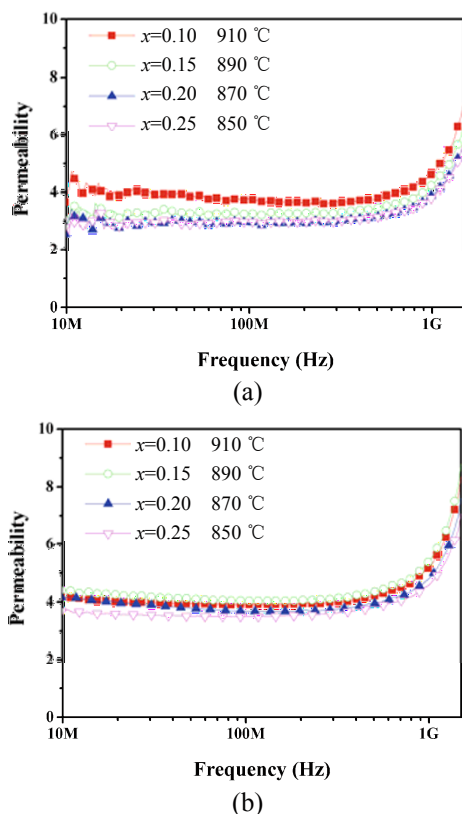 10
8
6
4
2
0
Permeability
x=0.10 910 ℃
x=0.15 890 ℃
x=0.20 870 ℃
x=0.25 850 ℃
10M 100M 1G
Frequency (Hz)
(a)
10
8
6
4
2
0
Permeability
x=0.10 910 ℃
x=0.15 890 ℃
x=0.20 870 ℃
x=0.25 850 ℃
10M 100M 1G
Frequency (Hz)
(b)